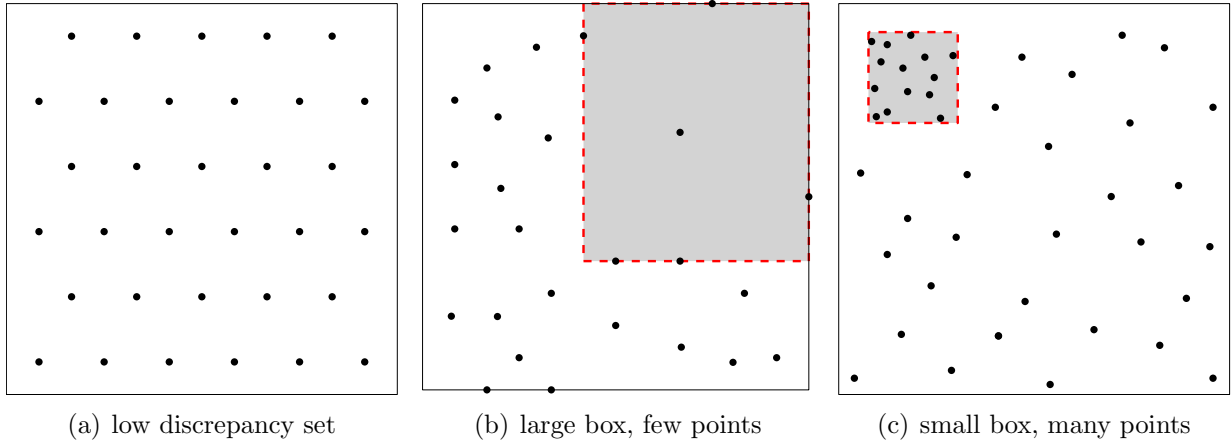 (a) low discrepancy set
(b) large box, few points
(c) small box, many points